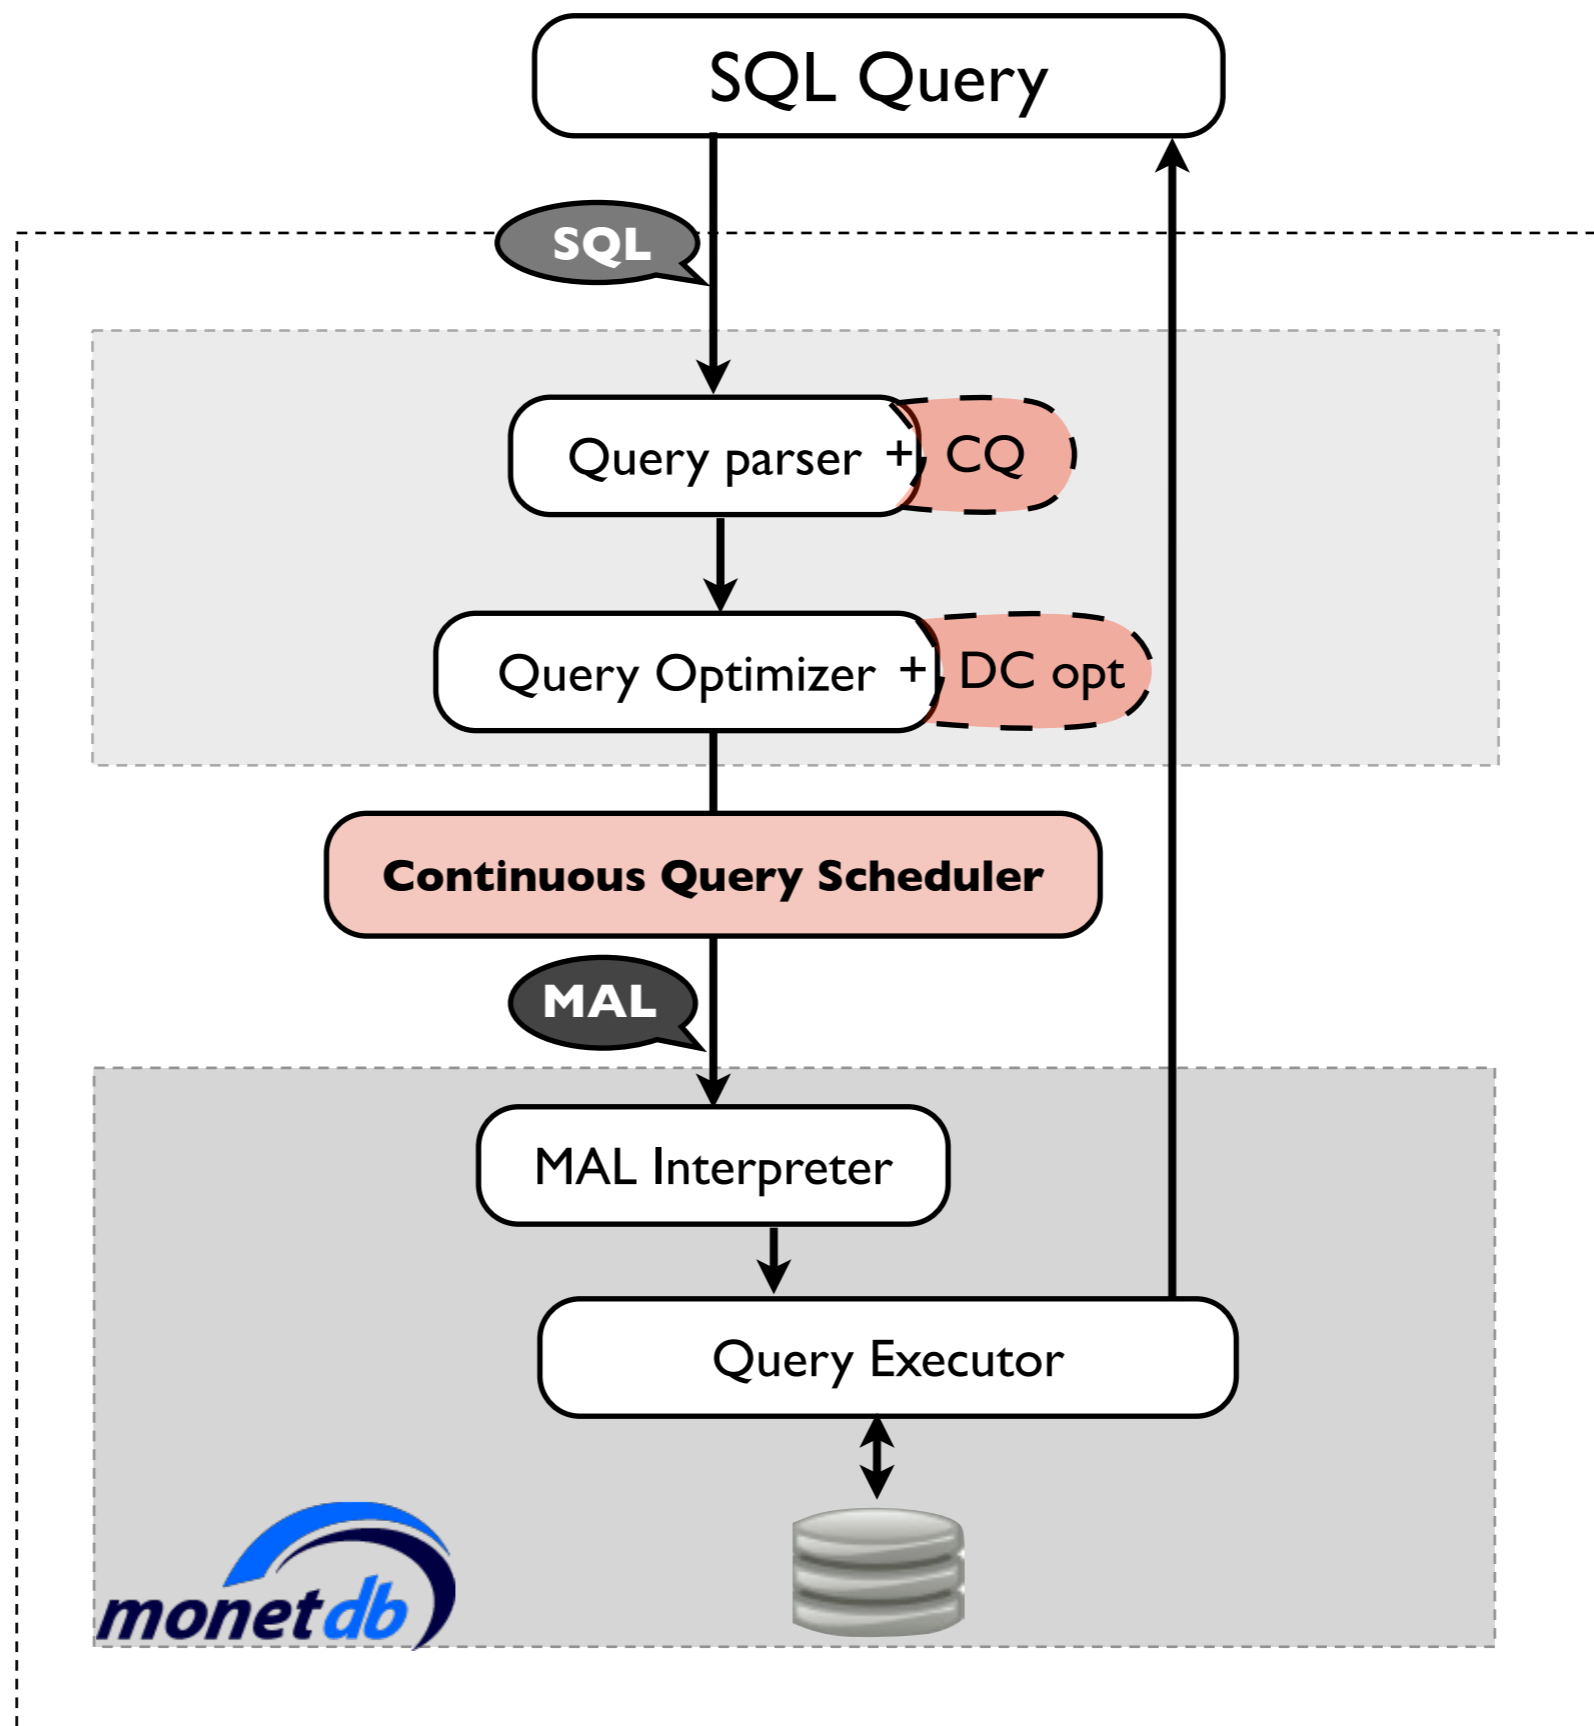 SQL Query
SQL
Query parser + CQ
Query Optimizer + DC opt
Continuous Query Scheduler
MAL
MAL Interpreter
Query Executor
monetdb